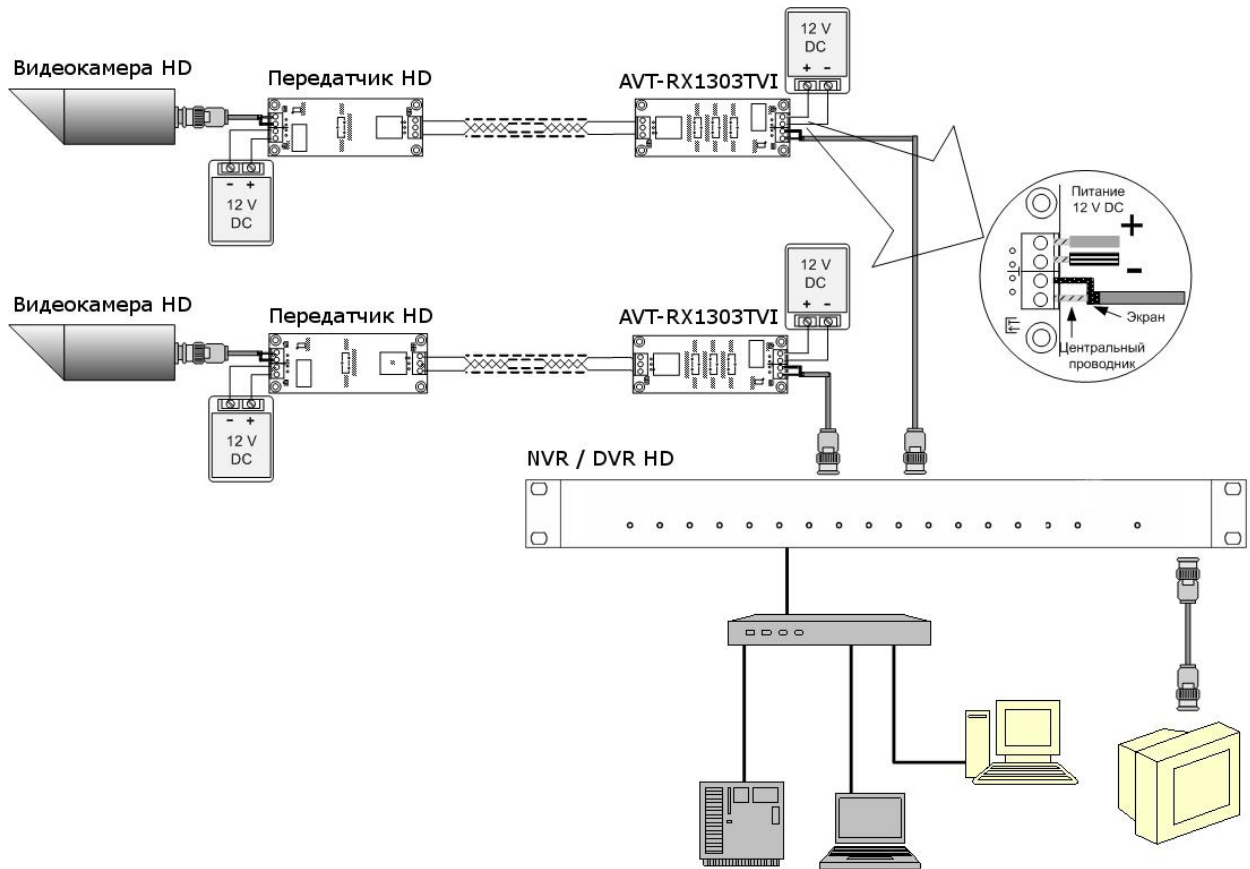 12 V
DC
+ -
Видеокамера HD
Передатчик HD
AVT-RX1303TVI
- +
12 V
DC
Питание
12 V DC
+
-
Экран
Центральный
проводник
12 V
DC
+ -
Видеокамера HD
Передатчик HD
AVT-RX1303TVI
- +
12 V
DC
NVR / DVR HD